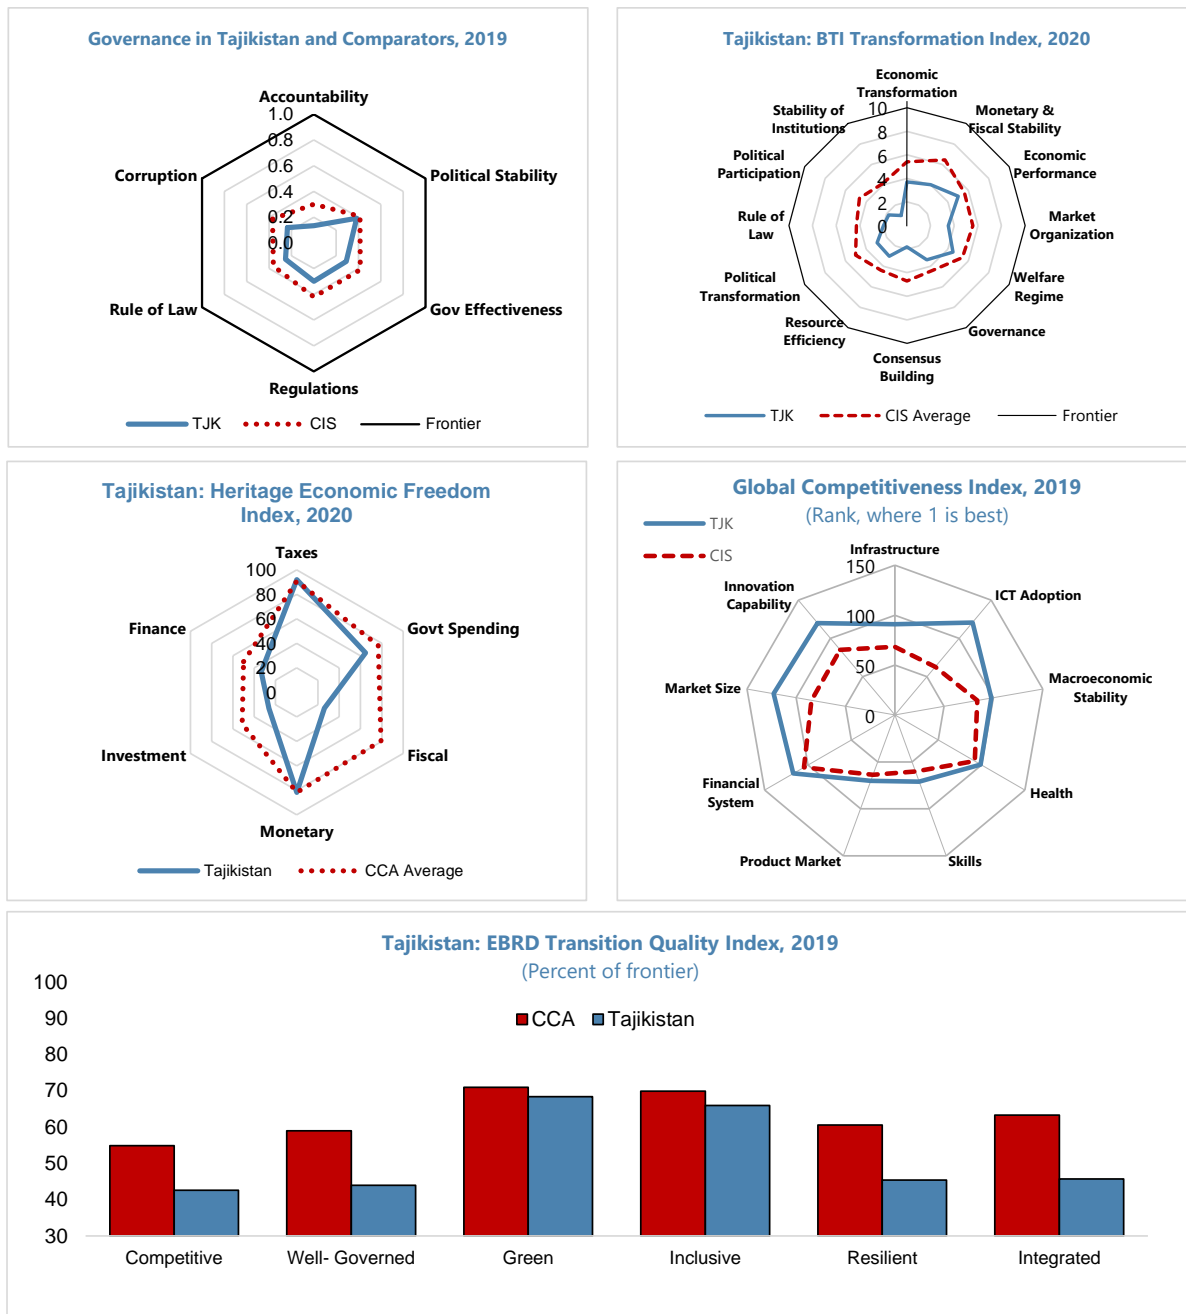 Governance in Tajikistan and Comparators, 2019
Accountability
1.0
0.8
0.6
0.4
0.2
0.0
Corruption
Political Stability
Rule of Law
Gov Effectiveness
Regulations
TJK
CIS
Frontier
Tajikistan: BTI Transformation Index, 2020
Economic
Transformation
10
8
6
4
2
0
Stability of
Institutions
Monetary &
Fiscal Stability
Political
Participation
Economic
Performance
Rule of
Law
Market
Organization
Political
Transformation
Welfare
Regime
Resource
Efficiency
Governance
Consensus
Building
TJK
CIS Average
Frontier
Tajikistan: Heritage Economic Freedom
Index, 2020
Taxes
100
80
60
40
20
0
Finance
Govt Spending
Investment
Fiscal
Monetary
Tajikistan
CCA Average
Global Competitiveness Index, 2019
(Rank, where 1 is best)
TJK
CIS
Infrastructure
150
100
50
0
Innovation
Capability
ICT Adoption
Market Size
Macroeconomic
Stability
Financial
System
Health
Product Market
Skills
Tajikistan: EBRD Transition Quality Index, 2019
(Percent of frontier)
CCA
Tajikistan
100
90
80
70
60
50
40
30
Competitive
Well- Governed
Green
Inclusive
Resilient
Integrated